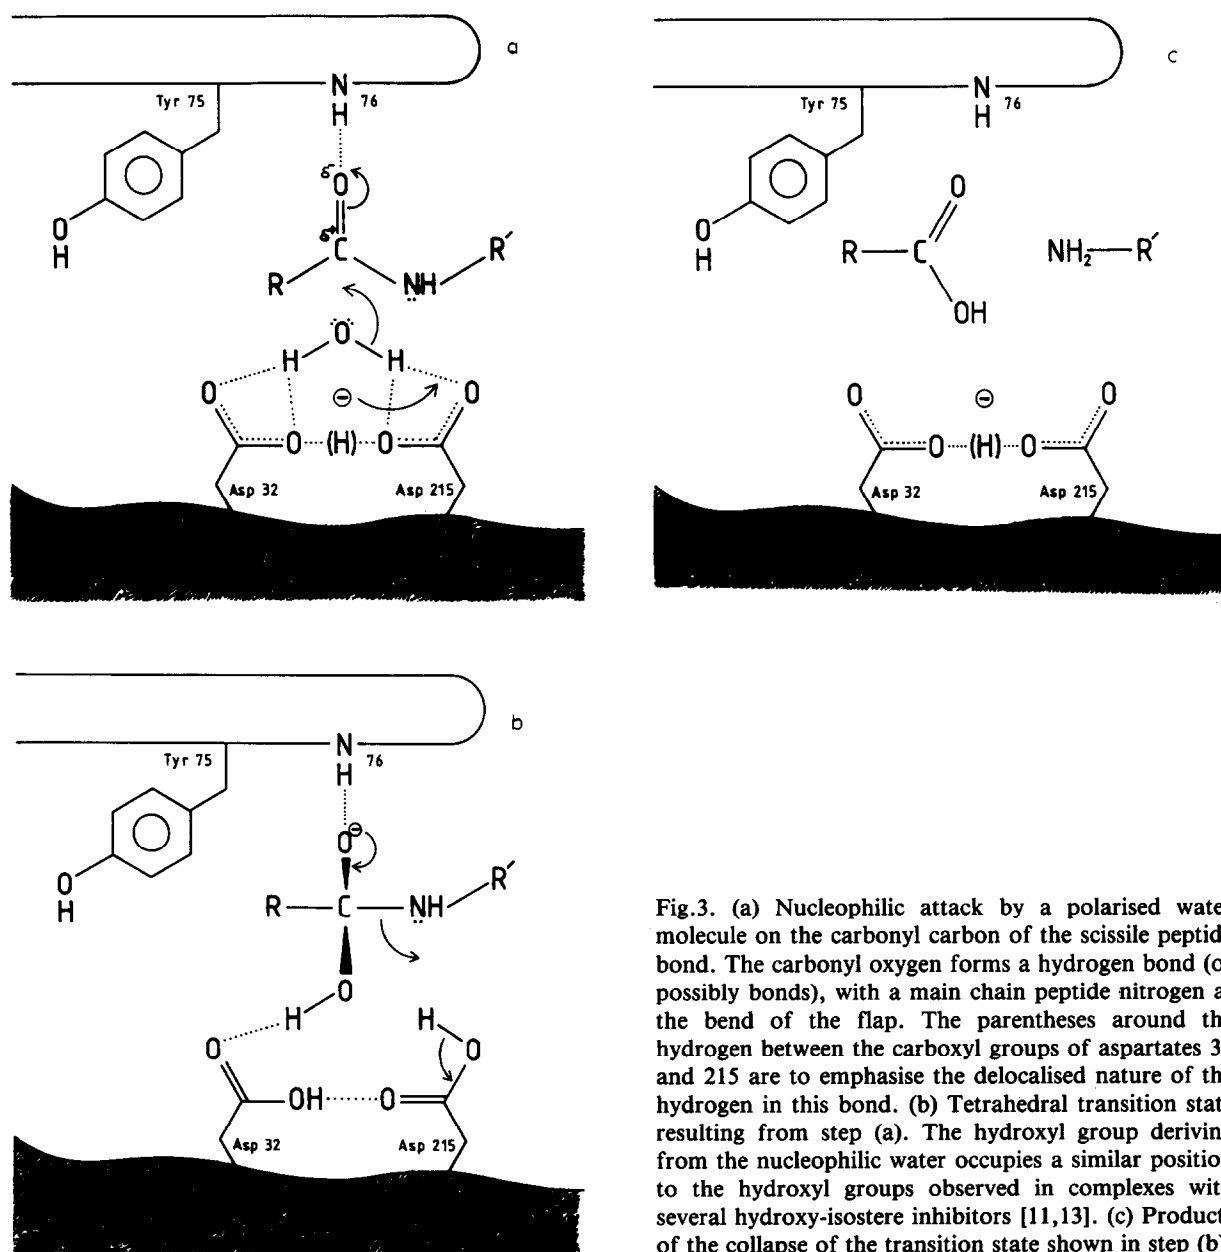 a
Tyr 75
N
76
H
δ-
O
δ+
C
R
NH
R′
O
H H
O ⊖ O
O (H) O
Asp 32 Asp 215
c
Tyr 75
N
76
H
O
H
O
R C NH2 R′
OH
O ⊖ O
O (H) O
Asp 32 Asp 215
b
Tyr 75
N
76
H
O
H
O⊖
R C NH R′
O
H H
O O
OH O
Asp 32 Asp 215
Fig.3. (a) Nucleophilic attack by a polarised wate
molecule on the carbonyl carbon of the scissile peptid
bond. The carbonyl oxygen forms a hydrogen bond (o
possibly bonds), with a main chain peptide nitrogen a
the bend of the flap. The parentheses around th
hydrogen between the carboxyl groups of aspartates 3
and 215 are to emphasise the delocalised nature of th
hydrogen in this bond. (b) Tetrahedral transition stat
resulting from step (a). The hydroxyl group derivin
from the nucleophilic water occupies a similar positio
to the hydroxyl groups observed in complexes wit
several hydroxy-isostere inhibitors [11,13]. (c) Product
of the collapse of the transition state shown in step (b)